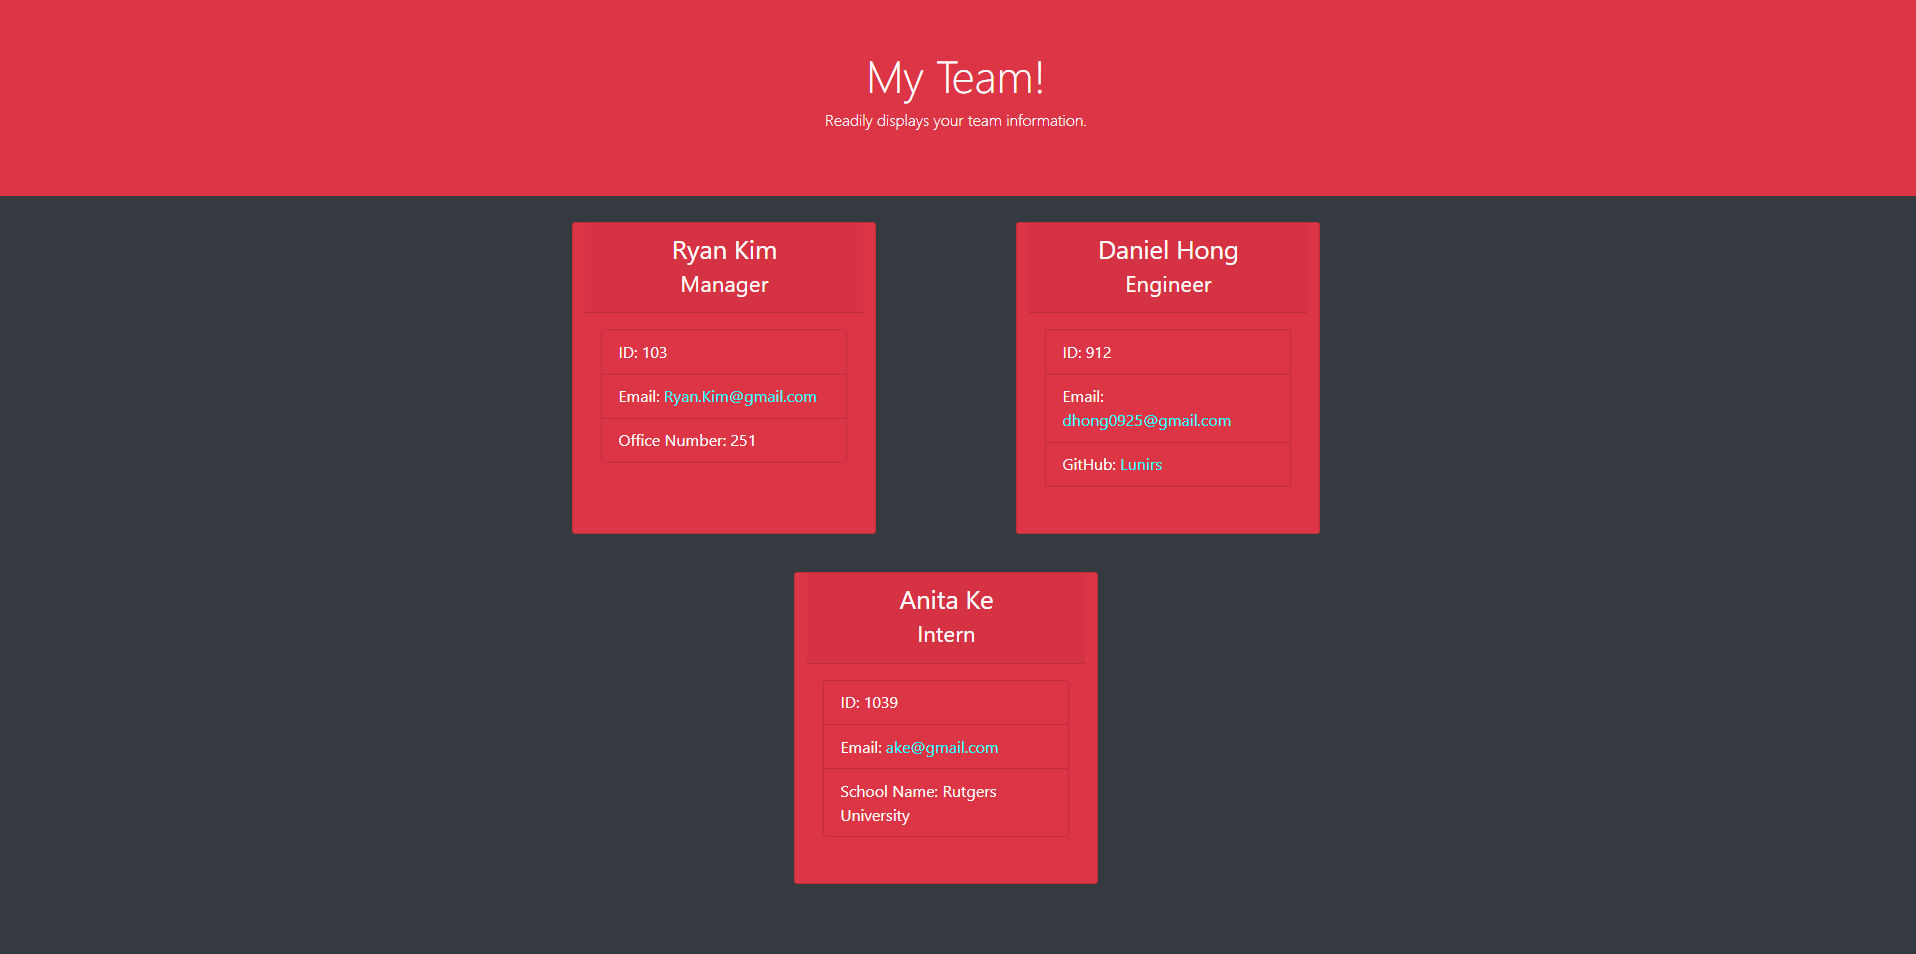 My Team!
Readily displays your team information.
Ryan Kim
Manager
ID: 103
Email: Ryan.Kim@gmail.com
Office Number: 251
Daniel Hong
Engineer
ID: 912
Email:
dhong0925@gmail.com
GitHub: Lunirs
Anita Ke
Intern
ID: 1039
Email: ake@gmail.com
School Name: Rutgers
University